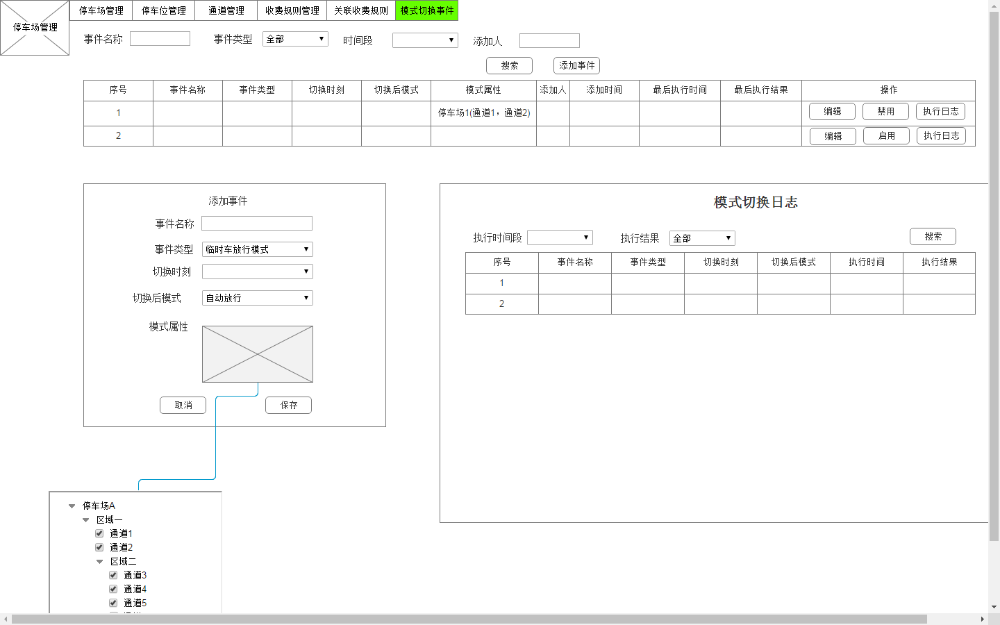 停车场管理
停车场管理 停车位管理 通道管理 收费规则管理 关联收费规则 模式切换事件
事件名称 事件类型 全部 时间段 添加人
搜索 添加事件
序号 事件名称 事件类型 切换时刻 切换后模式 模式属性 添加人 添加时间 最后执行时间 最后执行结果 操作
1 停车场1(通道1，通道2) 编辑 禁用 执行日志
2 编辑 启用 执行日志
添加事件
事件名称
事件类型 临时车放行模式
切换时刻
切换后模式 自动放行
模式属性
取消 保存
模式切换日志
执行时间段 执行结果 全部 搜索
序号 事件名称 事件类型 切换时刻 切换后模式 执行时间 执行结果
1
2
停车场A
区域一
通道1
通道2
区域二
通道3
通道4
通道5